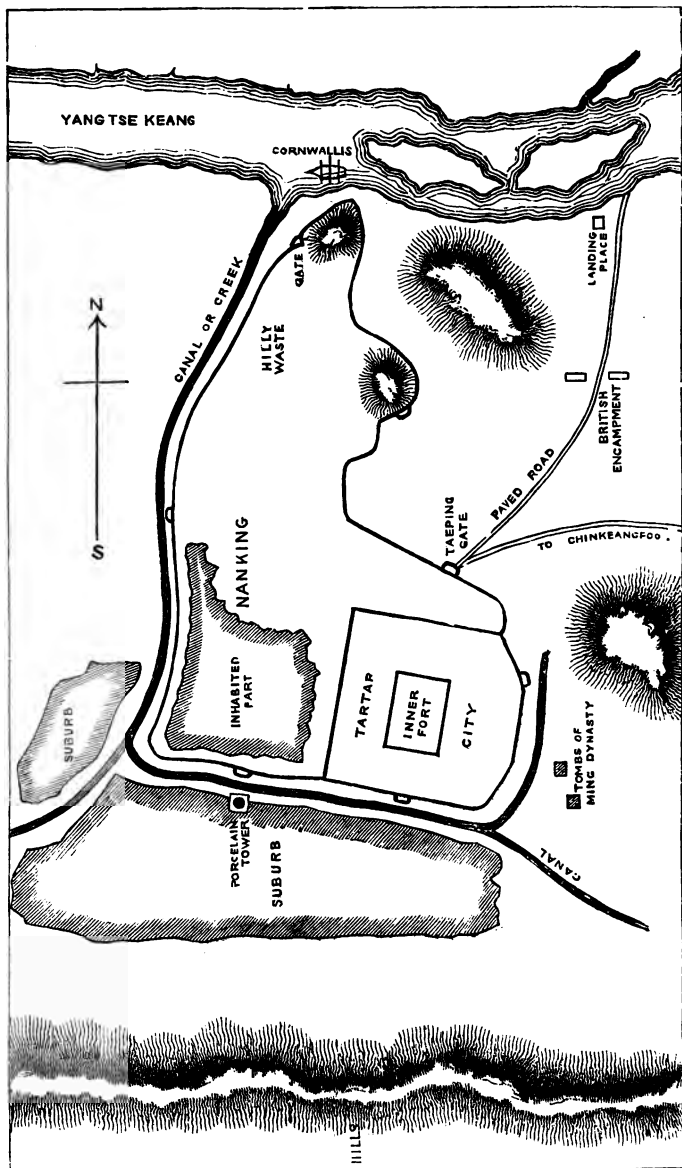 YANG TSE KEANG
CORNWALLIS
N
S
CANAL OR CREEK
GATE
HILLY
WASTE
LANDING
PLACE
BRITISH
ENCAMPMENT
PAVED ROAD
TAEPING
GATE
TO CHINKEANGFOO.
NANKING
INHABITED
PART
TARTAR
INNER
FORT
CITY
SUBURB
TOMBS OF
MING DYNASTY
PORCELAIN
TOWER
SUBURB
CANAL
HILLS